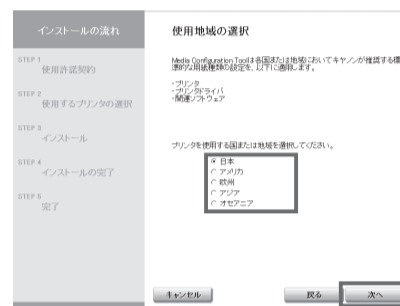 インストールの流れ
STEP 1
使用許諾契約
STEP 2
使用するプリンタの選択
STEP 3
インストール
STEP 4
インストールの完了
STEP 5
完了
使用地域の選択
Media Configuration Toolは各国または地域においてキヤノンが推奨する標
準的な用紙種類の設定を、以下に適用します。
・プリンタ
・プリンタドライバ
・関連ソフトウェア
プリンタを使用する国または地域を選択してください。
日本
アメリカ
欧州
アジア
オセアニア
キャンセル
戻る
次へ